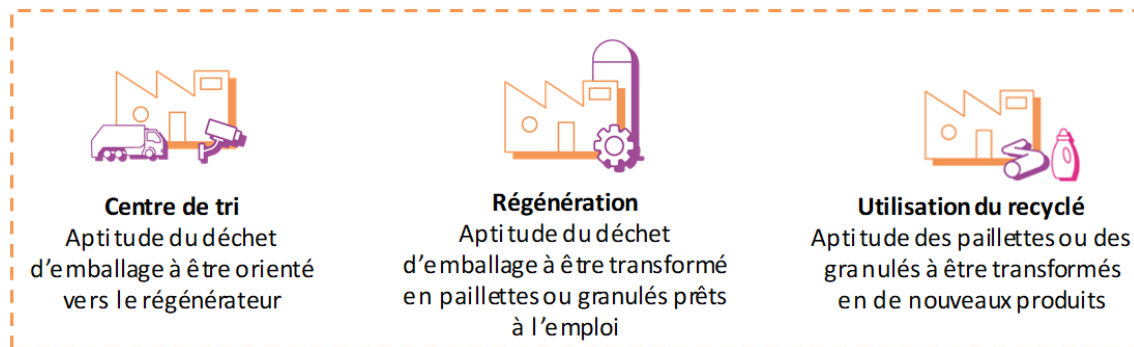 Centre de tri
Aptitude du déchet
d’emballage à être orienté
vers le régénérateur
Régénération
Aptitude du déchet
d’emballage à être transformé
en paillettes ou granulés prêts
à l’emploi
Utilisation du recyclé
Aptitude des paillettes ou des
granulés à être transformés
en de nouveaux produits